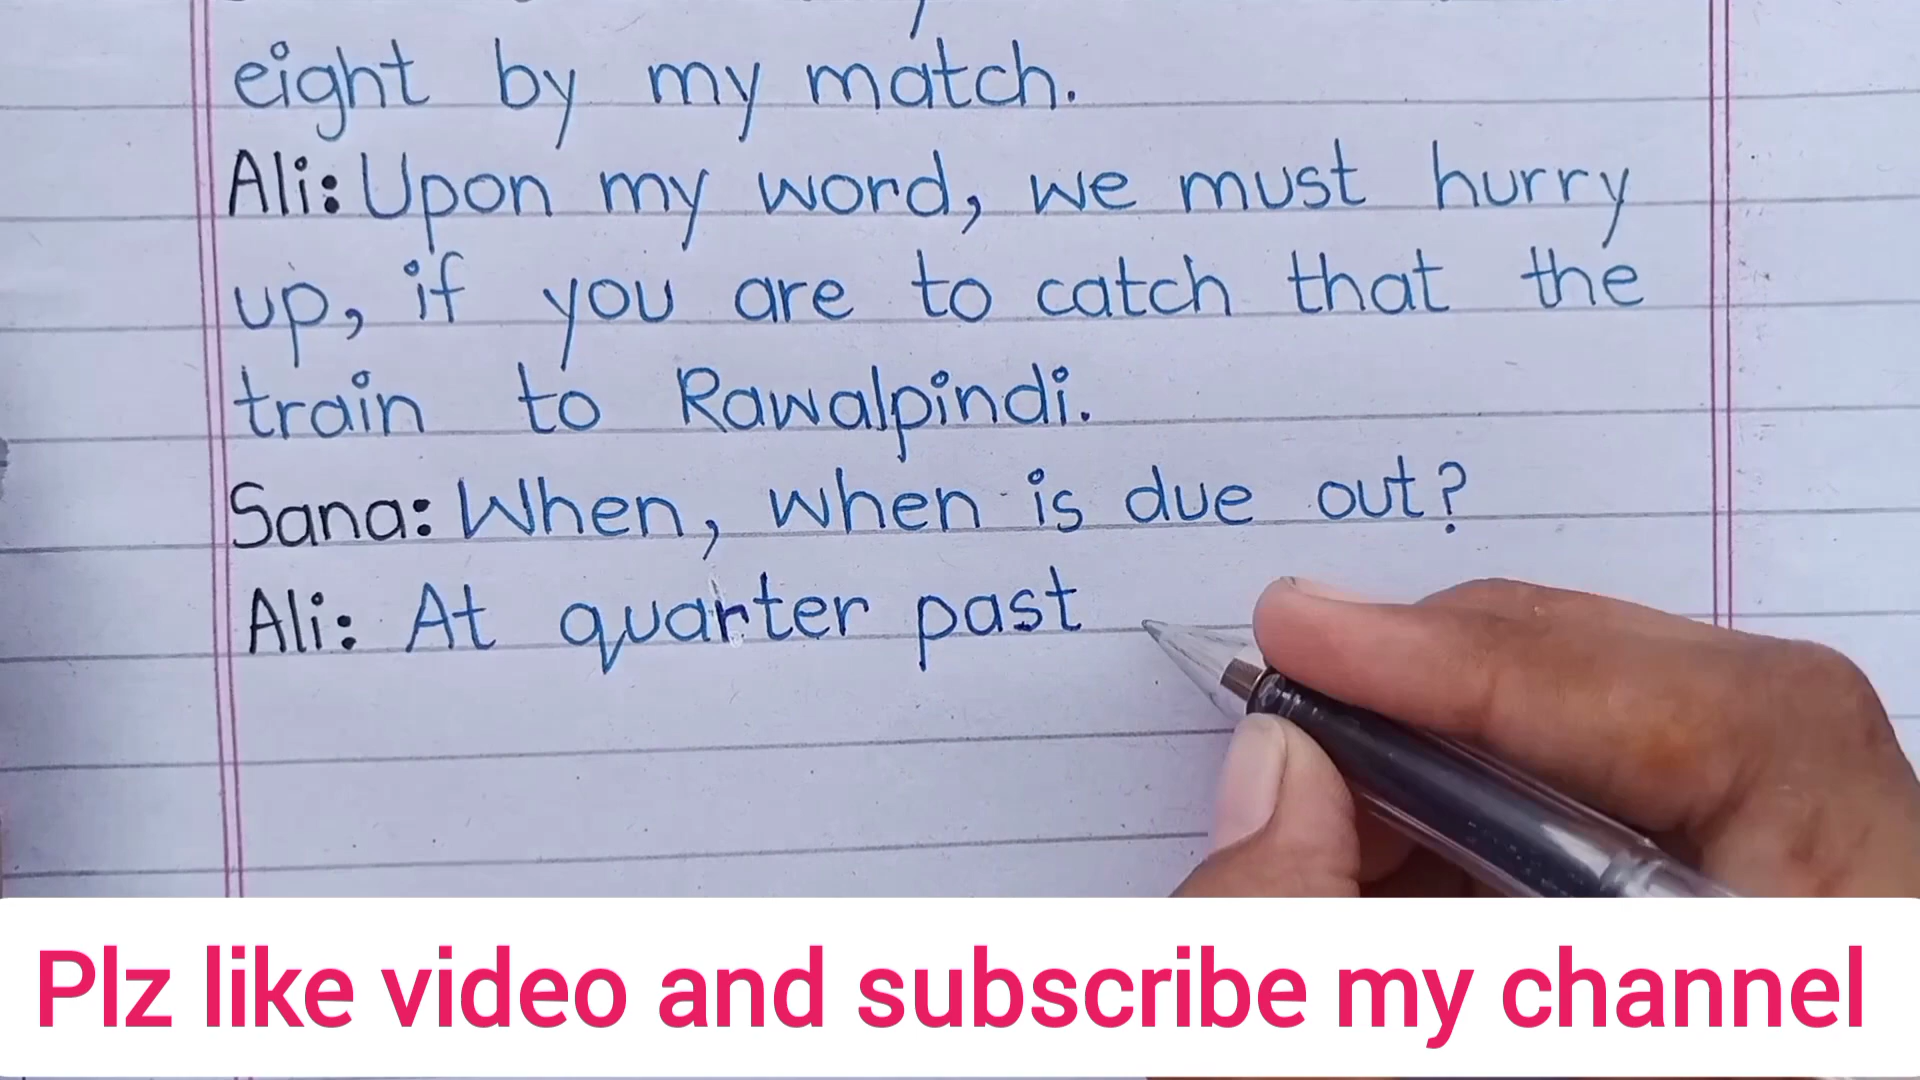 eight by my match.
Ali: Upon my word, we must hurry
up, if you are to catch that the
train to Rawalpindi.
Sana: When, when is due out?
Ali: At quarter past
Plz like video and subscribe my channel